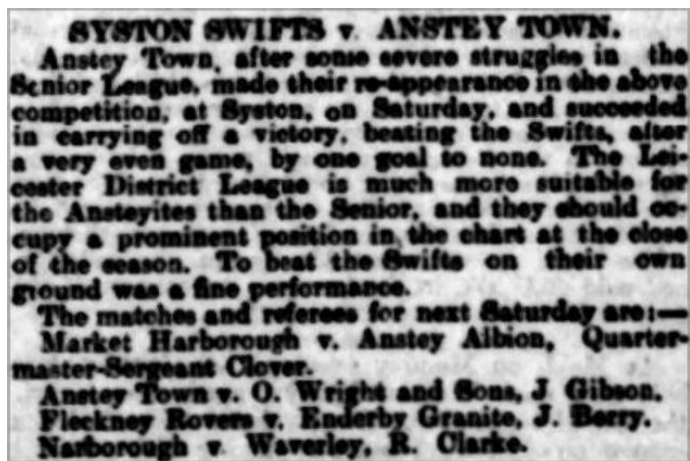 SYSTON SWIFTS v. ANSTEY TOWN.
Anstey Town, after some severe struggles in the
Senior League, made their re-appearance in the above
competition, at Syston, on Saturday, and succeeded
in carrying off a victory, beating the Swifts, after
a very even game, by one goal to none. The Lei-
cester District League is much more suitable for
the Ansteyites than the Senior, and they should oc-
cupy a prominent position in the chart at the close
of the season. To beat the Swifts on their own
ground was a fine performance.
The matches and referees for next Saturday are:—
Market Harborough v. Anstey Albion, Quarter-
master-Sergeant Clover.
Anstey Town v. O. Wright and Sons, J Gibson.
Fleckney Rovers v. Enderby Granite, J. Berry.
Narborough v Waverley, R. Clarke.